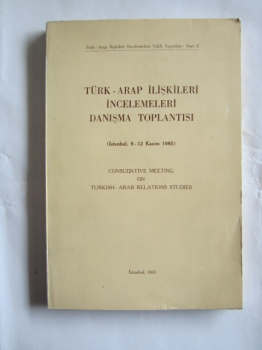 Türk - Arap İlişkileri İncelemeleri Vakfı Yayınları: Sayı 2
TÜRK - ARAP İLİŞKİLERİ
İNCELEMELERİ
DANIŞMA TOPLANTISI
(İstanbul, 9 - 12 Kasım 1985)
CONSULTATIVE MEETING
ON
TURKISH - ARAB RELATIONS STUDIES
İstanbul,